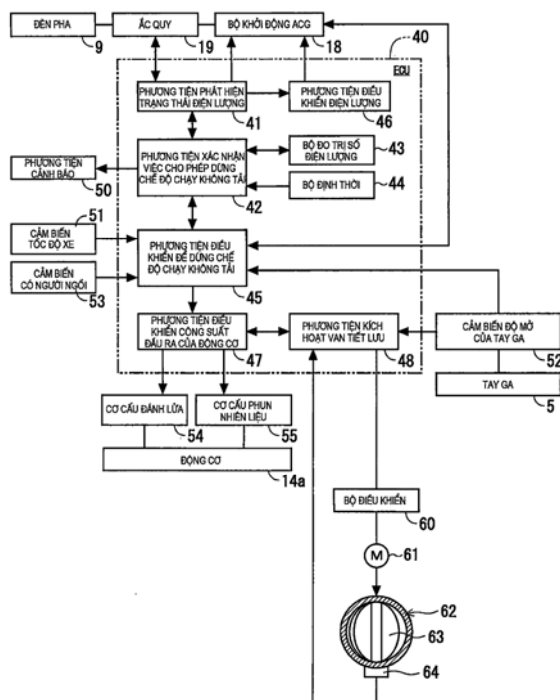 ĐÈN PHA
9
ẮC QUY
19
BỘ KHỞI ĐỘNG ACG
18
40
ECU
PHƯƠNG TIỆN PHÁT HIỆN
TRẠNG THÁI ĐIỆN LƯỢNG
41
PHƯƠNG TIỆN ĐIỀU
KHIỂN ĐIỆN LƯỢNG
46
PHƯƠNG TIỆN XÁC NHẬN
VIỆC CHO PHÉP DỪNG
CHẾ ĐỘ CHẠY KHÔNG TẢI
42
BỘ ĐO TRỊ SỐ
ĐIỆN LƯỢNG
43
BỘ ĐỊNH THỜI
44
PHƯƠNG TIỆN
CẢNH BÁO
50
51
CẢM BIẾN
TỐC ĐỘ XE
CẢM BIẾN
CÓ NGƯỜI NGỒI
53
PHƯƠNG TIỆN ĐIỀU
KHIỂN ĐỂ DỪNG CHẾ
ĐỘ CHẠY KHÔNG TẢI
45
PHƯƠNG TIỆN ĐIỀU
KHIỂN CÔNG SUẤT
ĐẦU RA CỦA ĐỘNG CƠ
47
PHƯƠNG TIỆN KÍCH
HOẠT VAN TIẾT LƯU
48
CẢM BIẾN ĐỘ MỞ
CỦA TAY GA
52
TAY GA
5
CƠ CẤU ĐÁNH LỬA
54
CƠ CẤU PHUN
NHIÊN LIỆU
55
ĐỘNG CƠ
14a
BỘ ĐIỀU KHIỂN
60
M
61
62
63
64